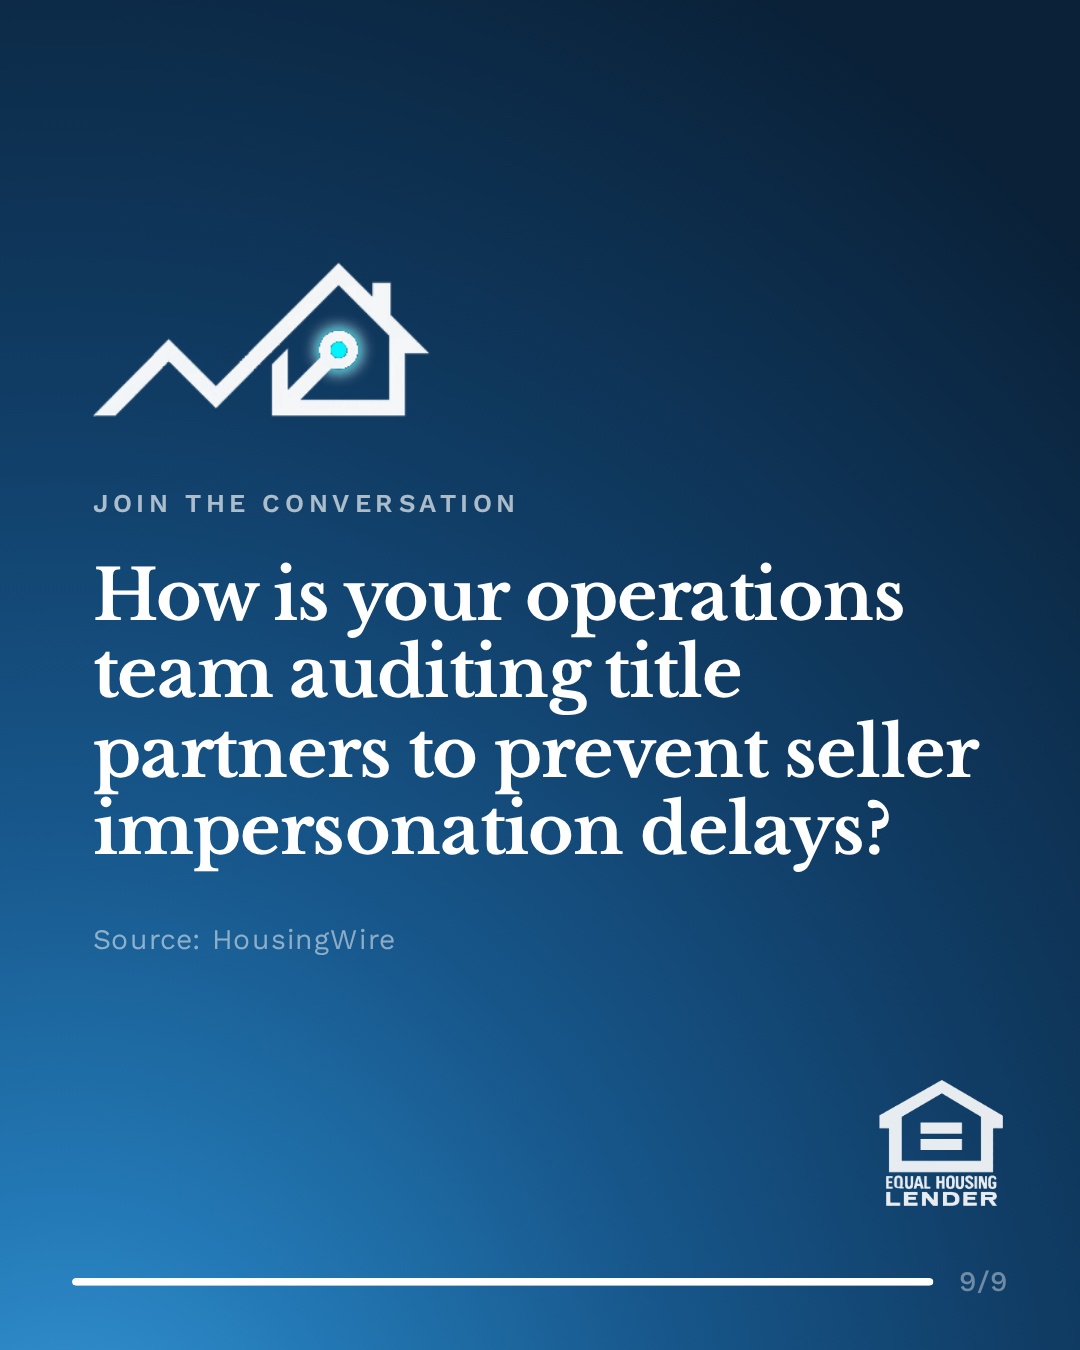 JOIN THE CONVERSATION
How is your operations
team auditing title
partners to prevent seller
impersonation delays?
Source: HousingWire
EQUAL HOUSING
LENDER
9/9